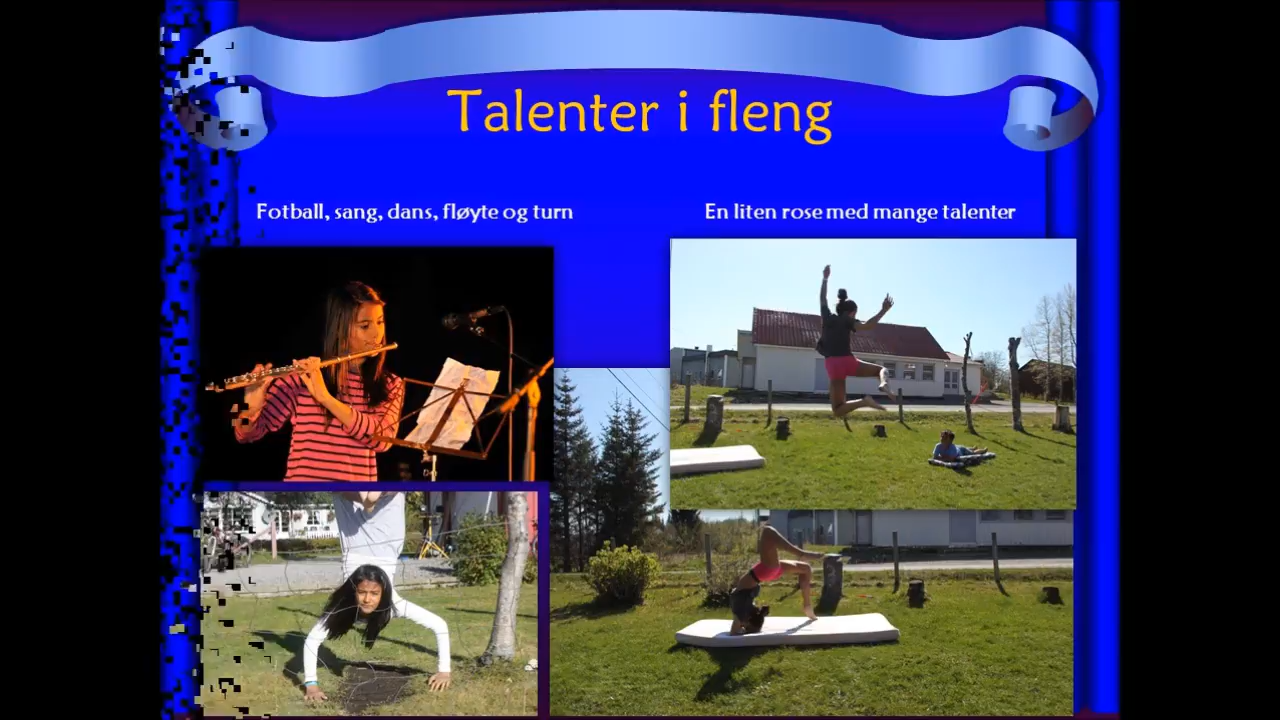 Talenter i fleng
Fotball, sang, dans, fløyte og turn
En liten rose med mange talenter